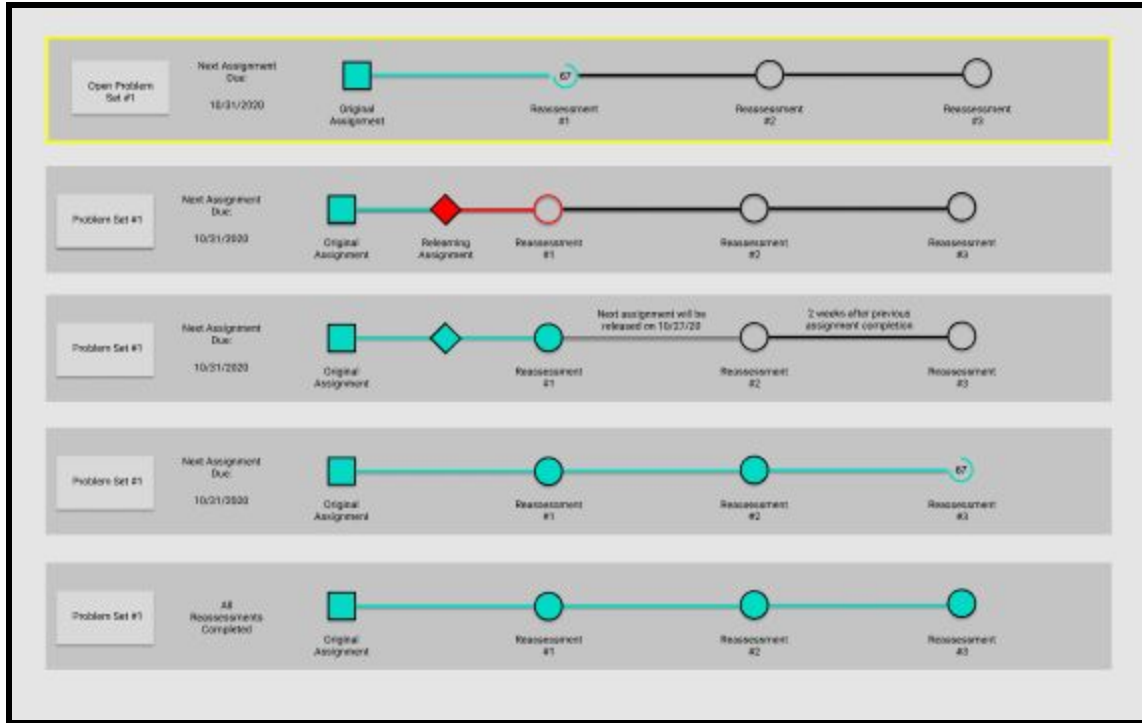 Open Problem
Set #1
Next Assignment
Due:
10/31/2020
Original
Assignment
67
Reassessment
#1
Reassessment
#2
Reassessment
#3
Problem Set #1
Next Assignment
Due:
10/31/2020
Original
Assignment
Relearning
Assignment
Reassessment
#1
Reassessment
#2
Reassessment
#3
Problem Set #1
Next Assignment
Due:
10/31/2020
Original
Assignment
Reassessment
#1
Next assignment will be
released on 10/27/20
Reassessment
#2
2 weeks after previous
assignment completion
Reassessment
#3
Problem Set #1
Next Assignment
Due:
10/31/2020
Original
Assignment
Reassessment
#1
Reassessment
#2
67
Reassessment
#3
Problem Set #1
All
Reassessments
Completed
Original
Assignment
Reassessment
#1
Reassessment
#2
Reassessment
#3